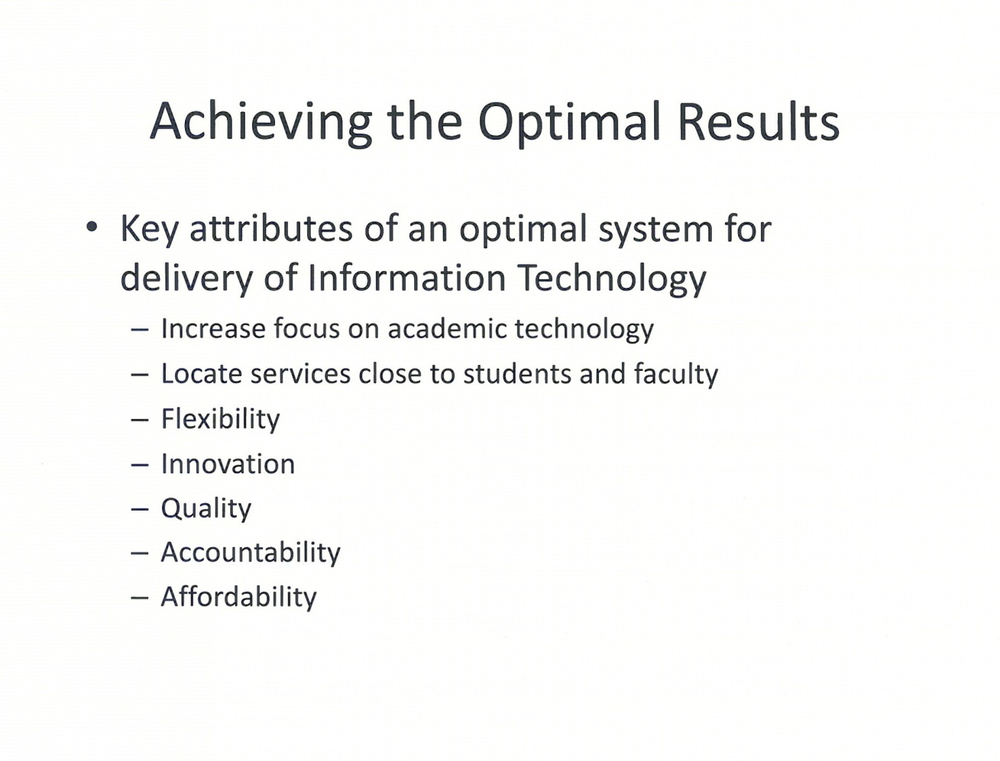 Achieving the Optimal Results
• Key attributes of an optimal system for
delivery of Information Technology
– Increase focus on academic technology
– Locate services close to students and faculty
– Flexibility
– Innovation
– Quality
– Accountability
– Affordability